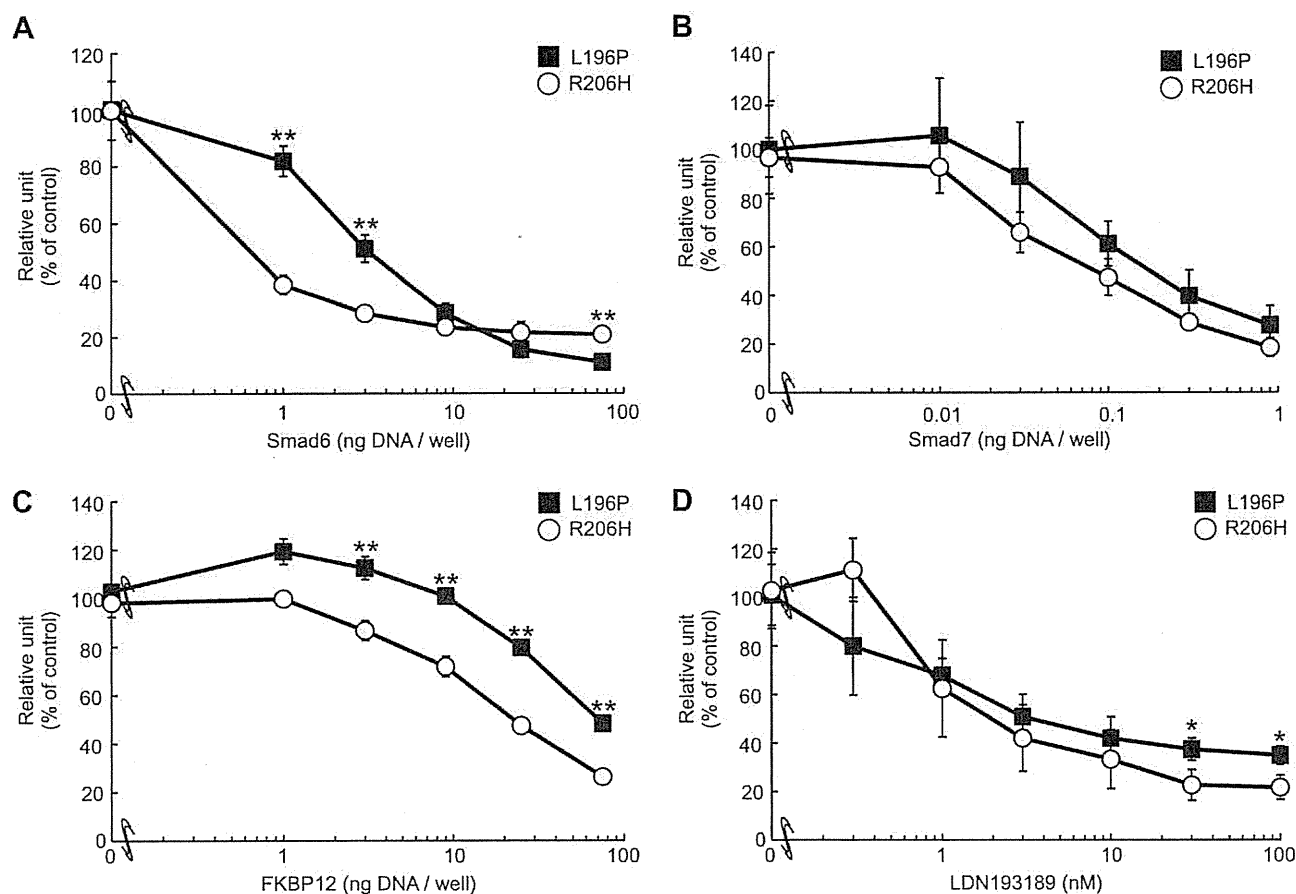 A
120
100
80
60
40
20
0
Relative unit
(% of control)
L196P
R206H
**
**
**
0
1
10
100
Smad6 (ng DNA / well)
B
140
120
100
80
60
40
20
0
Relative unit
(% of control)
L196P
R206H
0
0.01
0.1
1
Smad7 (ng DNA / well)
C
140
120
100
80
60
40
20
0
Relative unit
(% of control)
L196P
R206H
**
**
**
**
0
1
10
100
FKBP12 (ng DNA / well)
D
140
120
100
80
60
40
20
0
Relative unit
(% of control)
L196P
R206H
*
*
0
1
10
100
LDN193189 (nM)